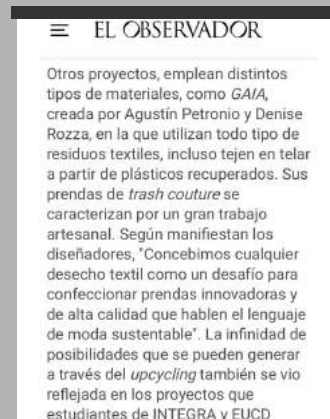 EL OBSERVADOR
Otros proyectos, emplean distintos
tipos de materiales, como GAIA,
creada por Agustín Petronio y Denise
Rozza, en la que utilizan todo tipo de
residuos textiles, incluso tejen en telar
a partir de plásticos recuperados. Sus
prendas de trash couture se
caracterizan por un gran trabajo
artesanal. Según manifiestan los
diseñadores, "Concebimos cualquier
desecho textil como un desafío para
confeccionar prendas innovadoras y
de alta calidad que hablen el lenguaje
de moda sustentable". La infinidad de
posibilidades que se pueden generar
a través del upcycling también se vio
reflejada en los proyectos que
estudiantes de INTEGRA y EUCD